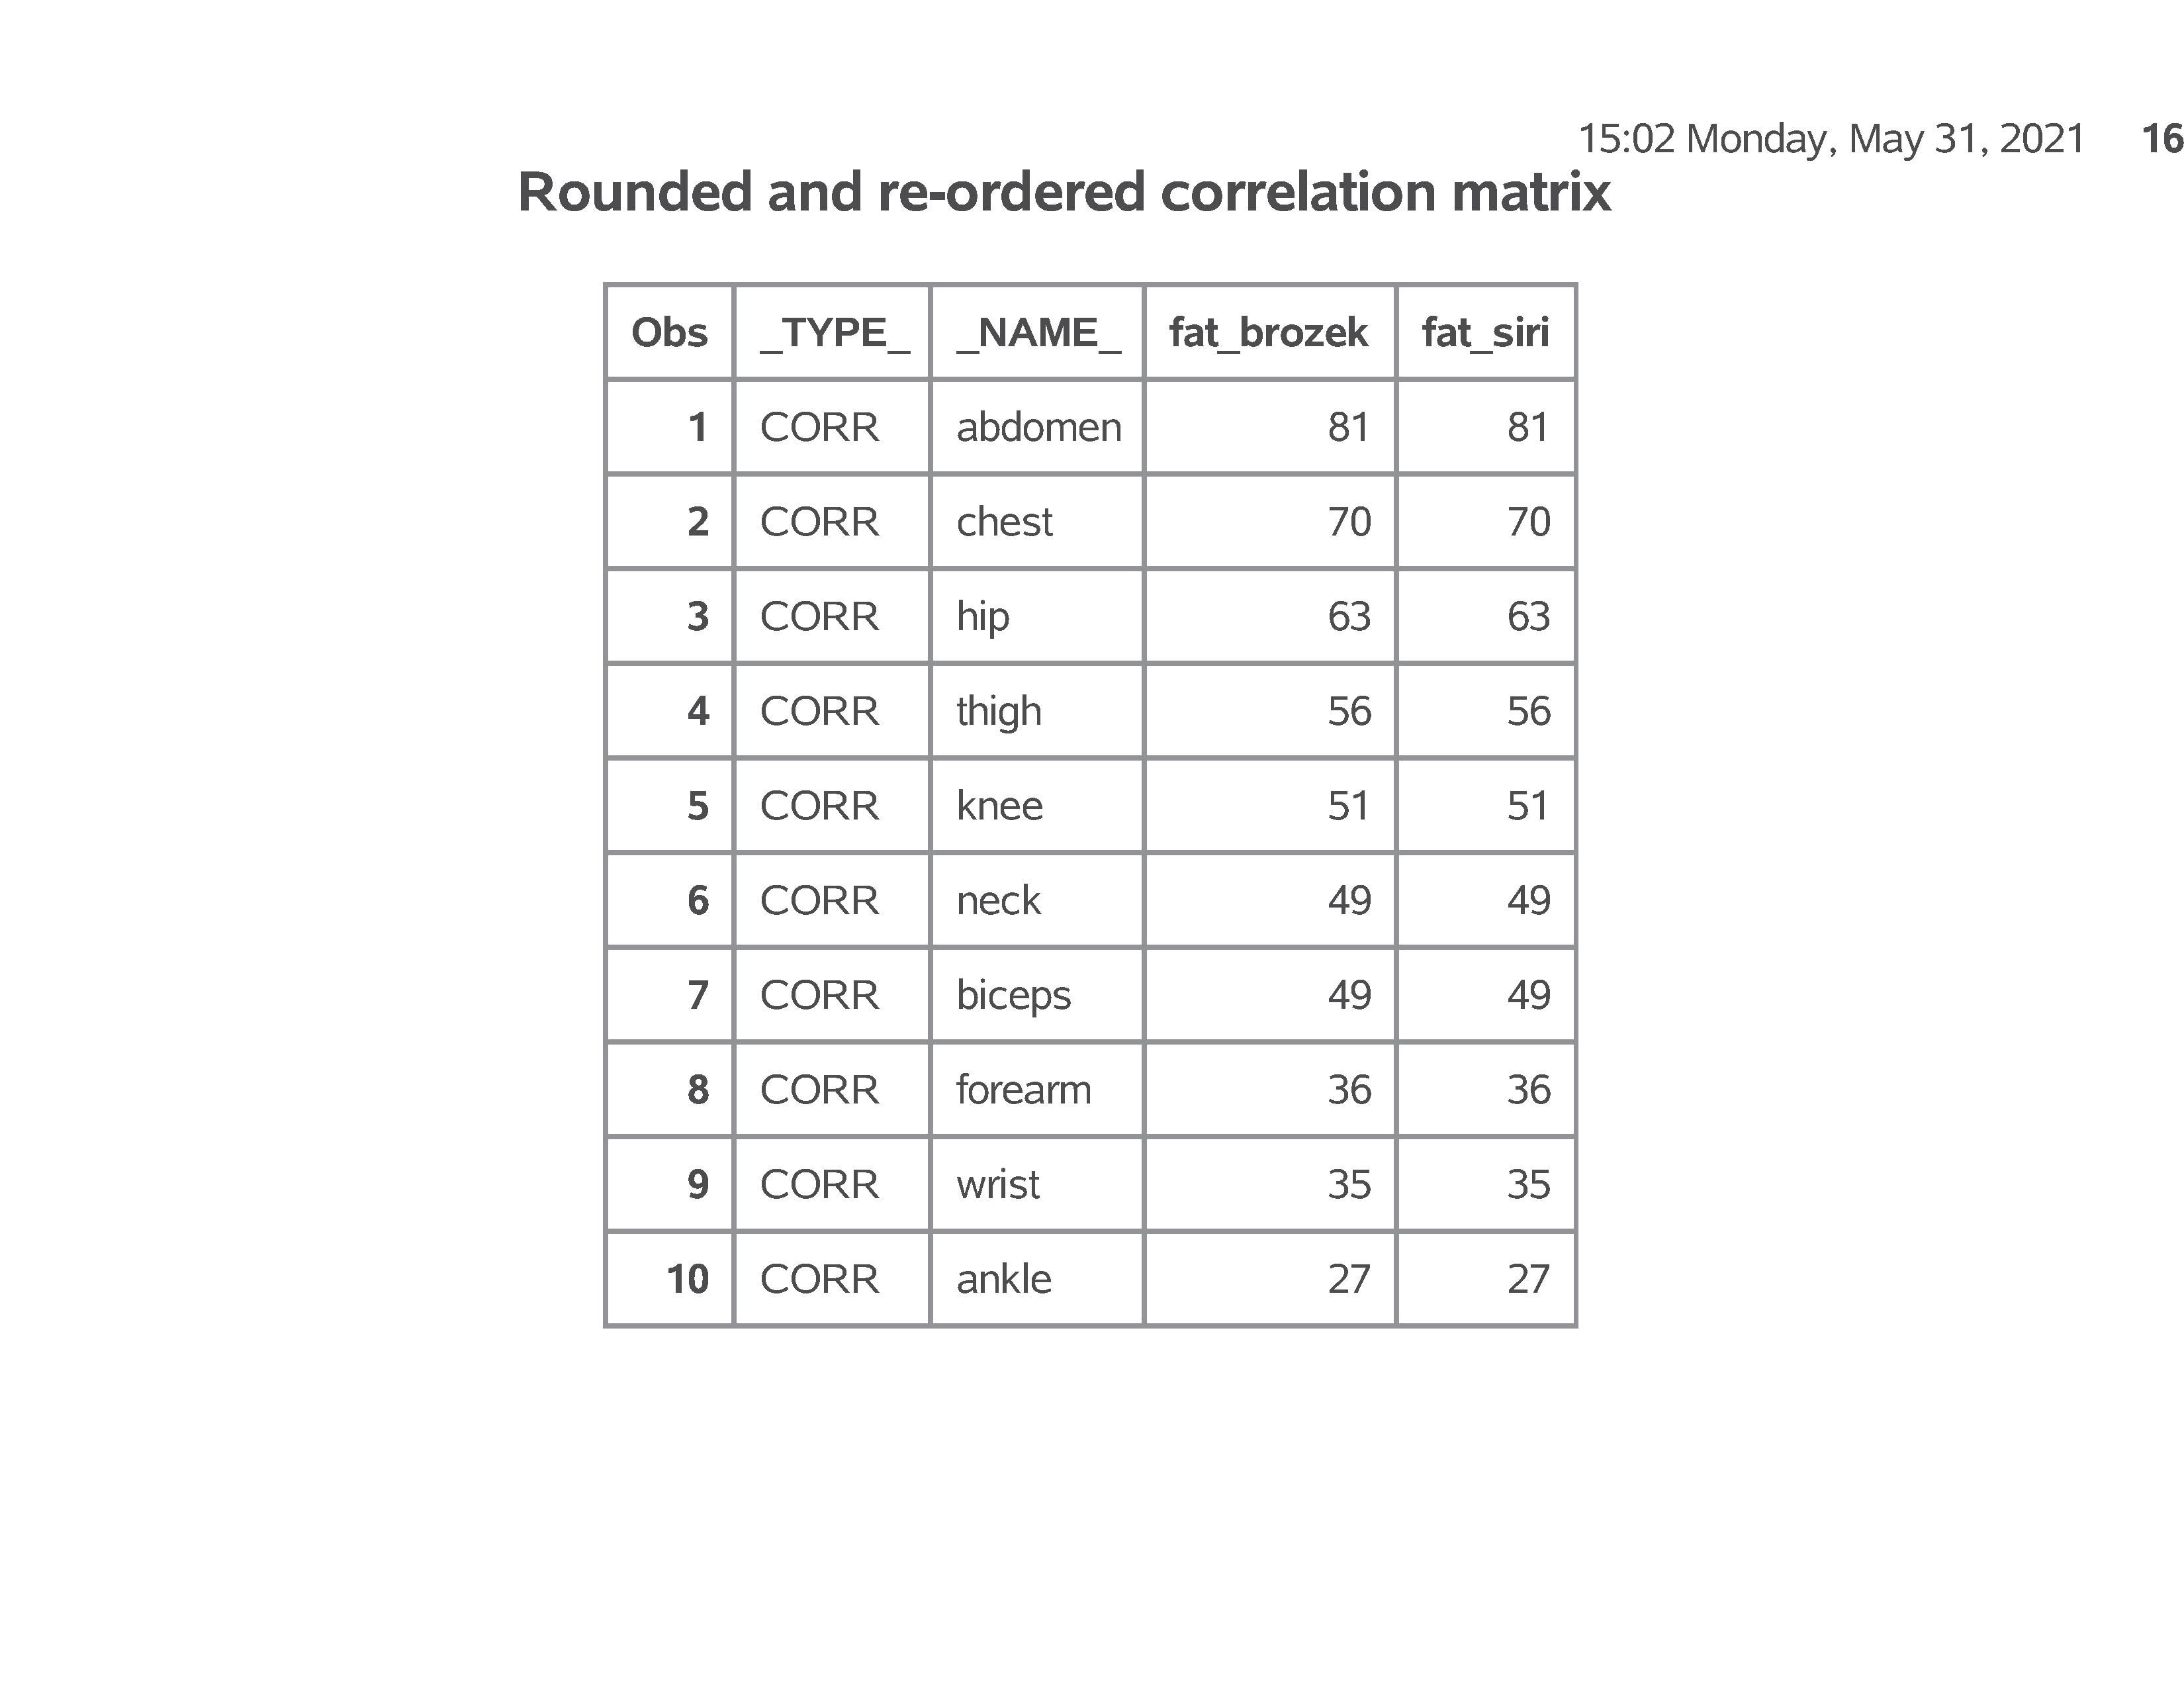 15:02 Monday, May 31, 2021 16
Rounded and re-ordered correlation matrix
Obs _TYPE_ _NAME_ fat_brozek fat_siri
1 CORR abdomen 81 81
2 CORR chest 70 70
3 CORR hip 63 63
4 CORR thigh 56 56
5 CORR knee 51 51
6 CORR neck 49 49
7 CORR biceps 49 49
8 CORR forearm 36 36
9 CORR wrist 35 35
10 CORR ankle 27 27